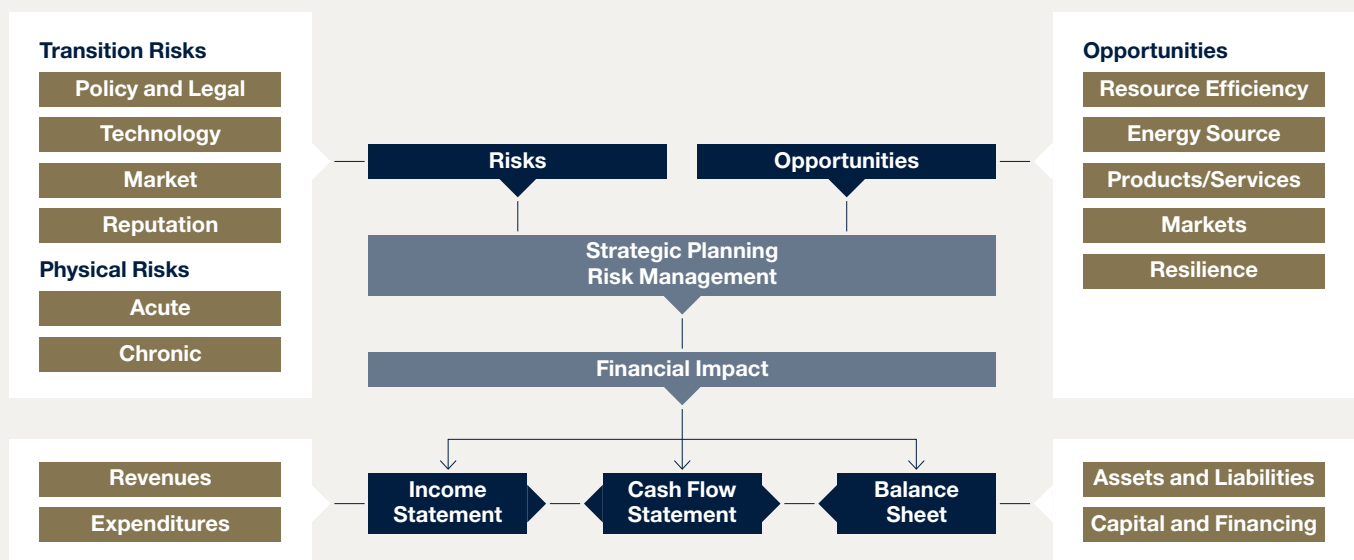 Transition Risks
Policy and Legal
Technology
Market
Reputation
Physical Risks
Acute
Chronic
Risks
Opportunities
Strategic Planning
Risk Management
Financial Impact
Opportunities
Resource Efficiency
Energy Source
Products/Services
Markets
Resilience
Revenues
Expenditures
Income
Statement
Cash Flow
Statement
Balance
Sheet
Assets and Liabilities
Capital and Financing